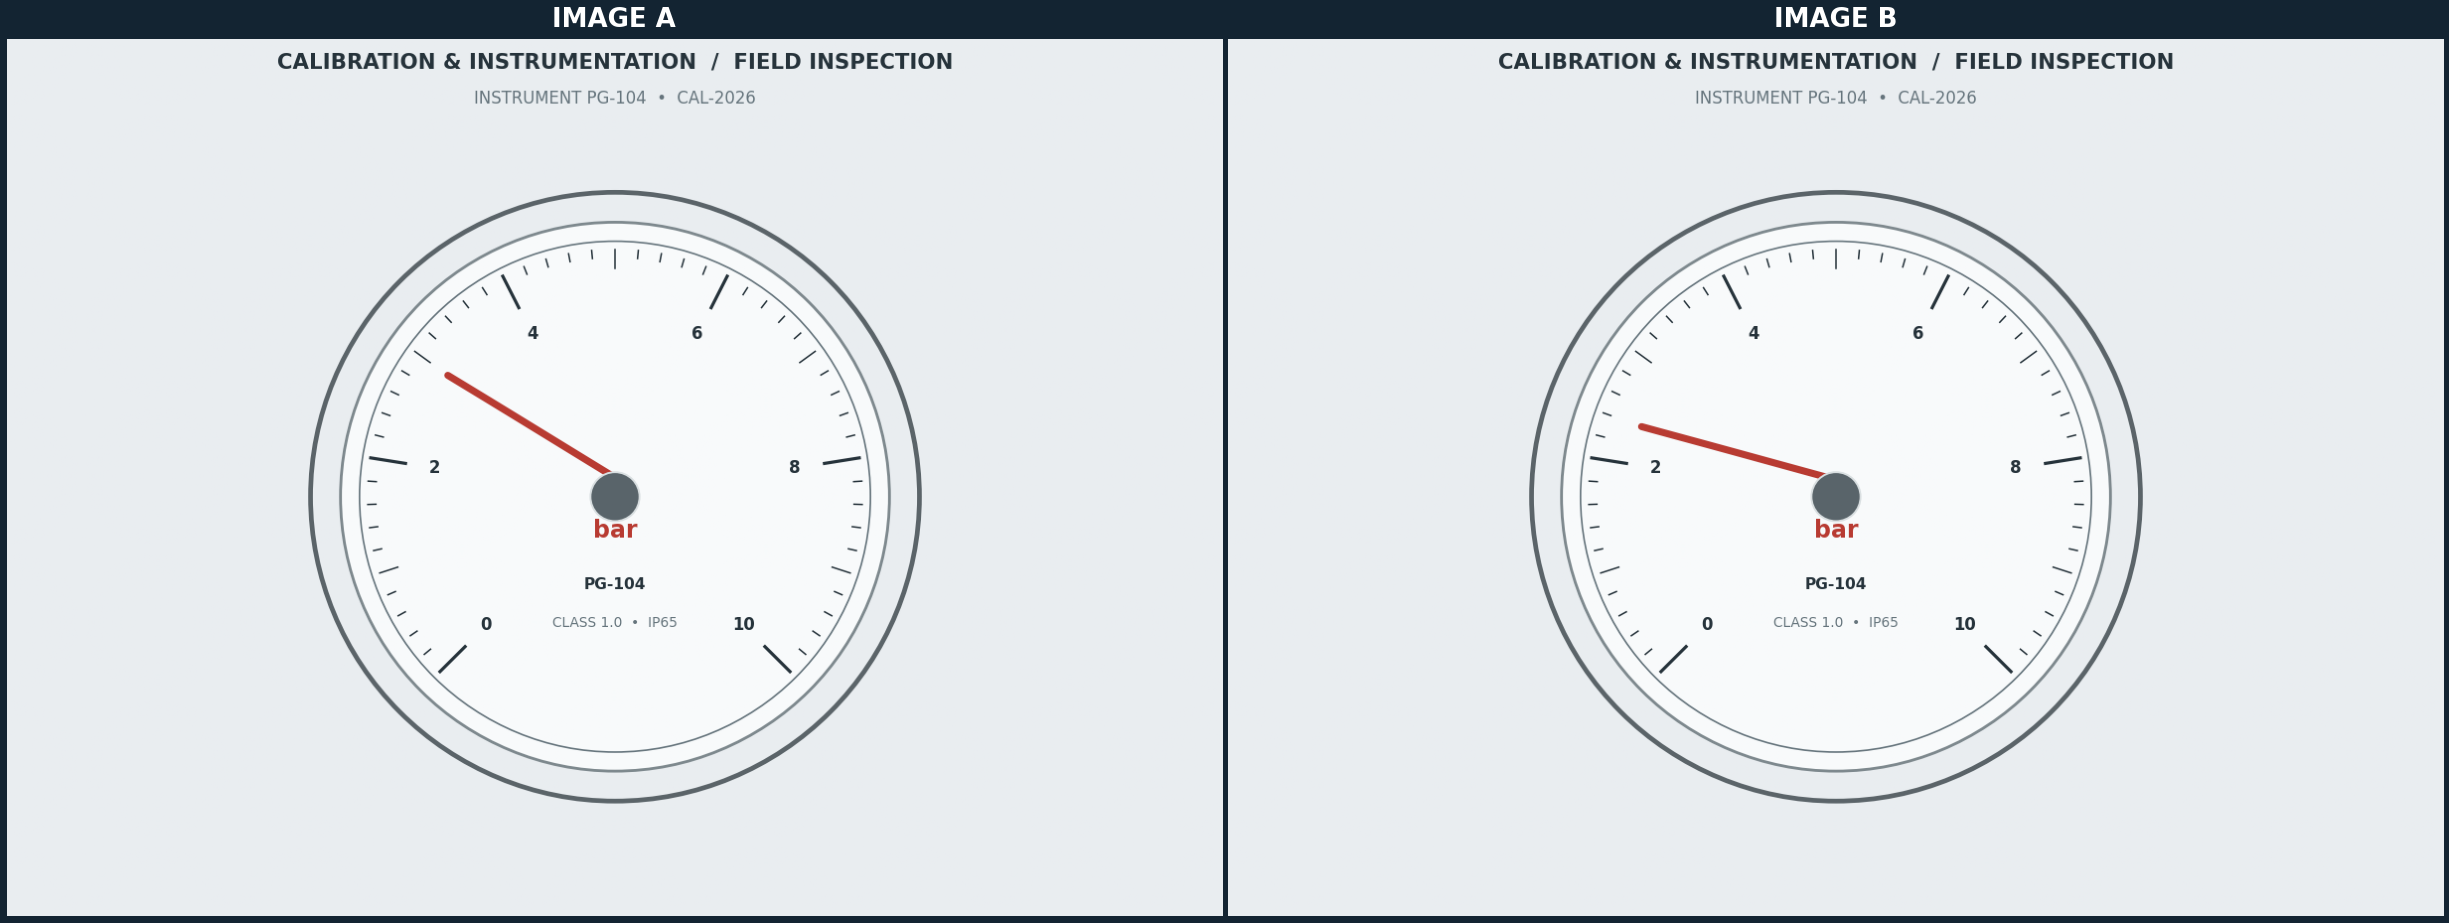 IMAGE A
CALIBRATION & INSTRUMENTATION / FIELD INSPECTION
INSTRUMENT PG-104 • CAL-2026
4
6
2
8
bar
PG-104
0
CLASS 1.0 • IP65
10
IMAGE B
CALIBRATION & INSTRUMENTATION / FIELD INSPECTION
INSTRUMENT PG-104 • CAL-2026
4
6
2
8
bar
PG-104
0
CLASS 1.0 • IP65
10